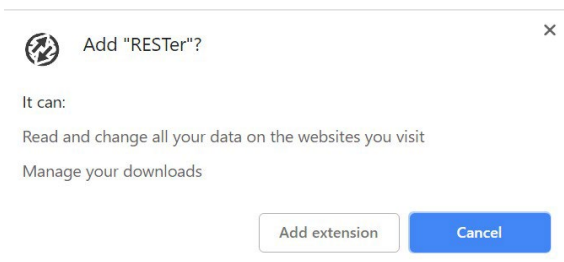 Add "RESTer"?
It can:
Read and change all your data on the websites you visit
Manage your downloads
Add extension
Cancel